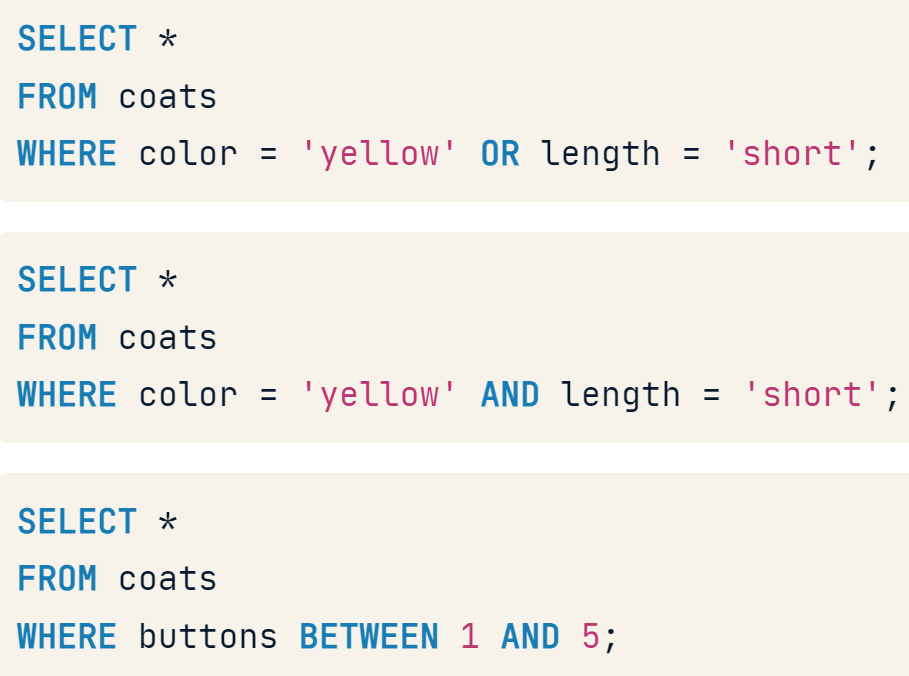 SELECT *
FROM coats
WHERE color = 'yellow' OR length = 'short';
SELECT *
FROM coats
WHERE color = 'yellow' AND length = 'short';
SELECT *
FROM coats
WHERE buttons BETWEEN 1 AND 5;